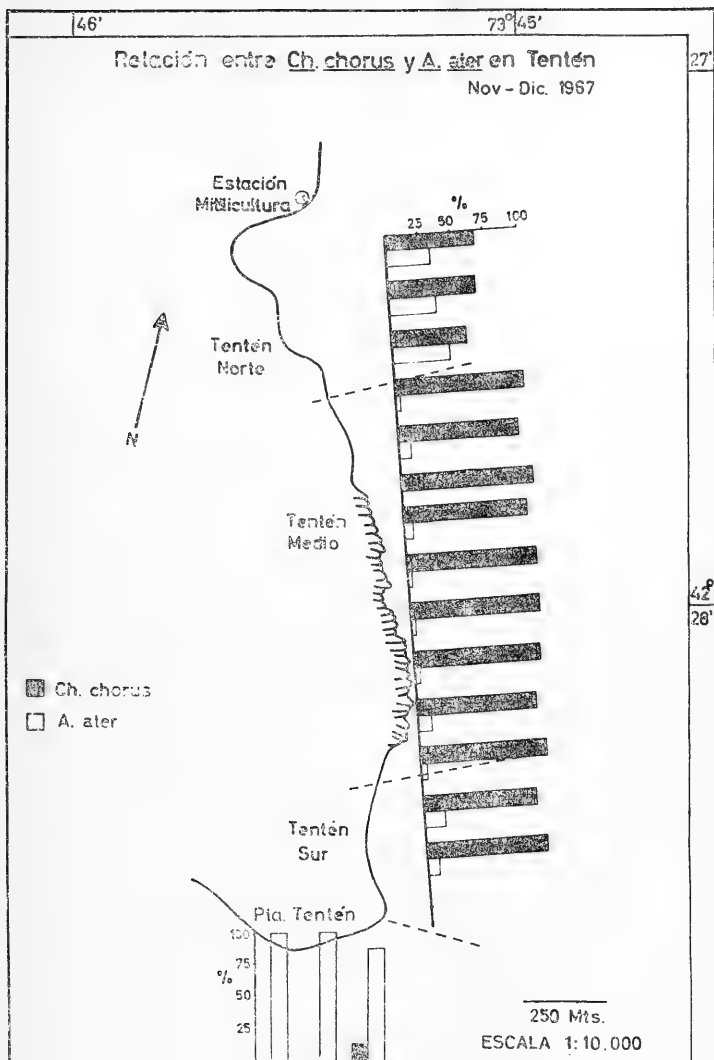 46' 73° 45'
Relación entre Ch. chorus y A. ater en Tentén
27'
Nov - Dic. 1967
Estación
Mitilicultura
%
25 50 75 100
Tentén
Norte
N
Tentén
Medio
42°
28'
Ch. chorus
A. ater
Tentén
Sur
Pta. Tentén
100
75
%
50
25
250 Mts.
ESCALA 1:10.000